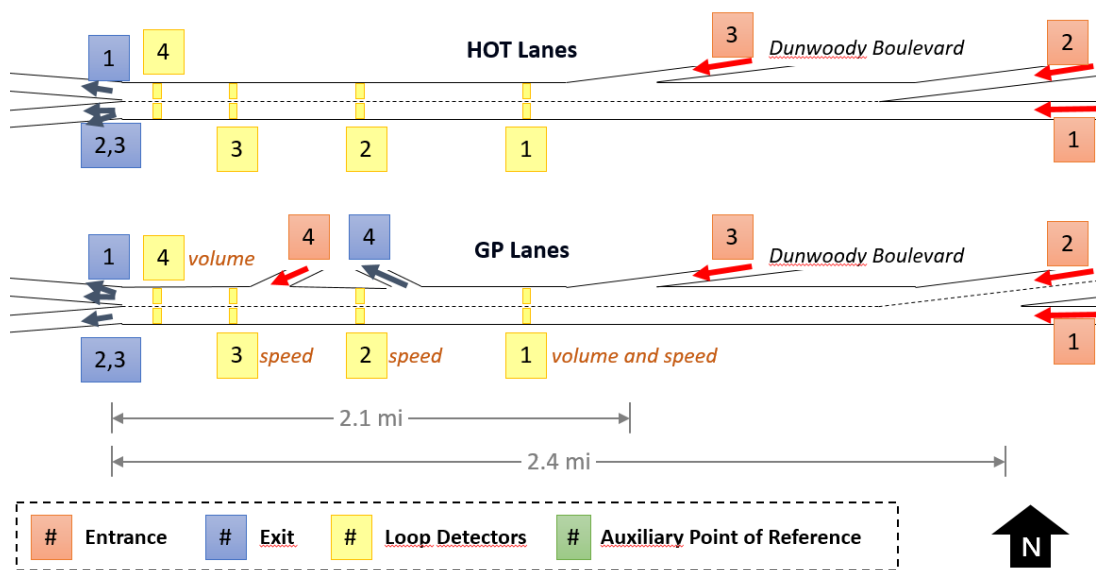 1
4
HOT Lanes
3
Dunwoody Boulevard
2
2,3
3
2
1
1
1
4
volume
4
4
GP Lanes
3
Dunwoody Boulevard
2
2,3
3
speed
2
speed
1
volume and speed
1
2.1 mi
2.4 mi
# Entrance
# Exit
# Loop Detectors
# Auxiliary Point of Reference
N